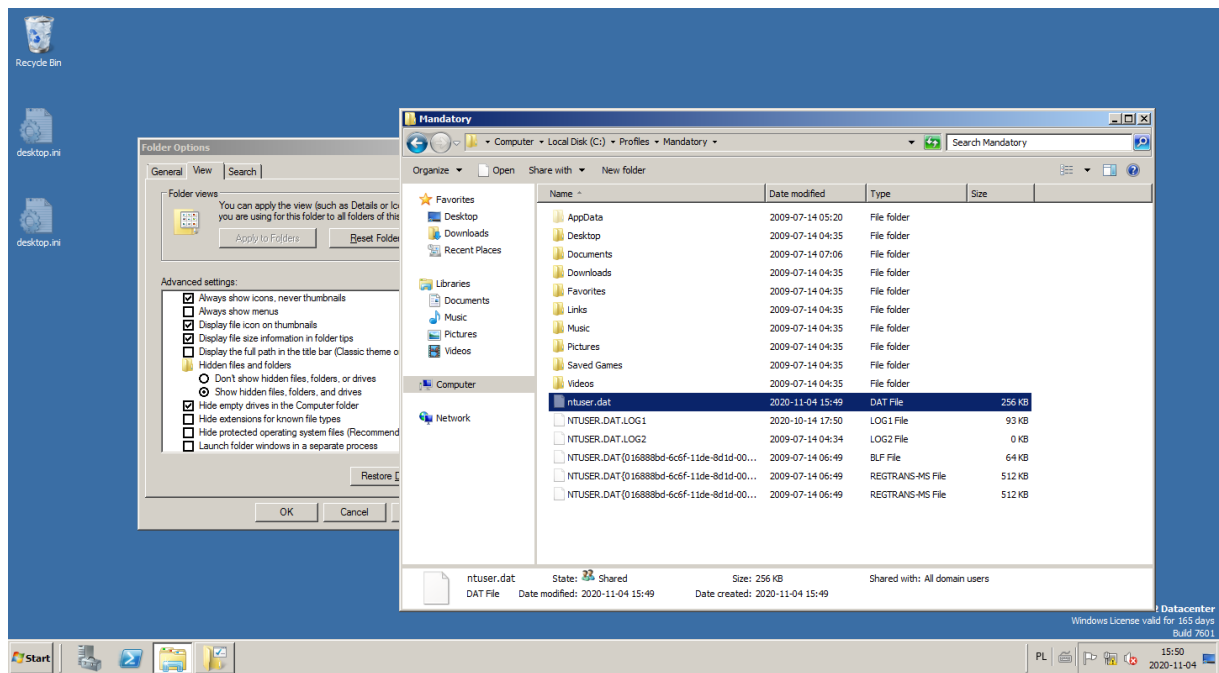 Recycle Bin
desktop.ini
desktop.ini
Folder Options
General View Search
Folder views
You can apply the view (such as Details or Ic
you are using for this folder to all folders of this
Apply to Folders Reset Folde
Advanced settings:
Always show icons, never thumbnails
Always show menus
Display file icon on thumbnails
Display file size information in folder tips
Display the full path in the title bar (Classic theme o
Hidden files and folders
Don't show hidden files, folders, or drives
Show hidden files, folders, and drives
Hide empty drives in the Computer folder
Hide extensions for known file types
Hide protected operating system files (Recommend
Launch folder windows in a separate process
Restore D
OK Cancel
Mandatory
Computer Local Disk (C:) Profiles Mandatory
Search Mandatory
Organize Open Share with New folder
Favorites
Desktop
Downloads
Recent Places
Libraries
Documents
Music
Pictures
Videos
Computer
Network
Name Date modified Type Size
AppData 2009-07-14 05:20 File folder
Desktop 2009-07-14 04:35 File folder
Documents 2009-07-14 07:06 File folder
Downloads 2009-07-14 04:35 File folder
Favorites 2009-07-14 04:35 File folder
Links 2009-07-14 04:35 File folder
Music 2009-07-14 04:35 File folder
Pictures 2009-07-14 04:35 File folder
Saved Games 2009-07-14 04:35 File folder
Videos 2009-07-14 04:35 File folder
ntuser.dat 2020-11-04 15:49 DAT File 256 KB
NTUSER.DAT.LOG1 2020-10-14 17:50 LOG1 File 93 KB
NTUSER.DAT.LOG2 2009-07-14 04:34 LOG2 File 0 KB
NTUSER.DAT{016888bd-6c6f-11de-8d1d-00... 2009-07-14 06:49 BLF File 64 KB
NTUSER.DAT{016888bd-6c6f-11de-8d1d-00... 2009-07-14 06:49 REGTRANS-MS File 512 KB
NTUSER.DAT{016888bd-6c6f-11de-8d1d-00... 2009-07-14 06:49 REGTRANS-MS File 512 KB
ntuser.dat State: Shared Size: 256 KB Shared with: All domain users
DAT File Date modified: 2020-11-04 15:49 Date created: 2020-11-04 15:49
2 Datacenter
Windows License valid for 165 days
Build 7601
Start
PL
15:50
2020-11-04